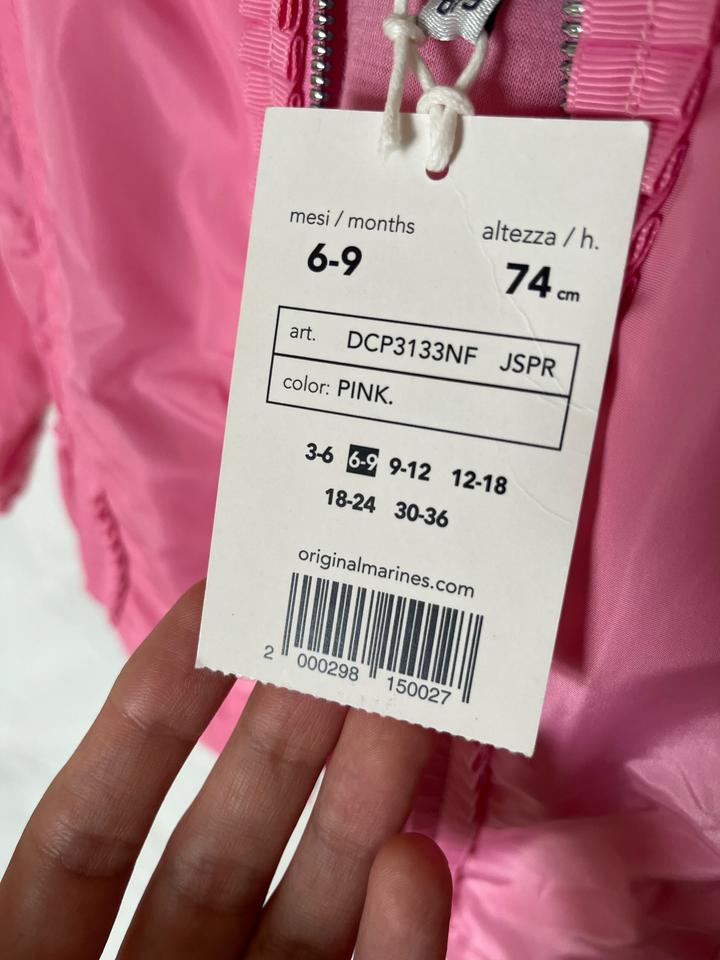 mesi / months altezza / h.
6-9 74 cm
art. DCP3133NF JSPR
color: PINK.
3-6 6-9 9-12 12-18
18-24 30-36
originalmarines.com
2 000298 150027